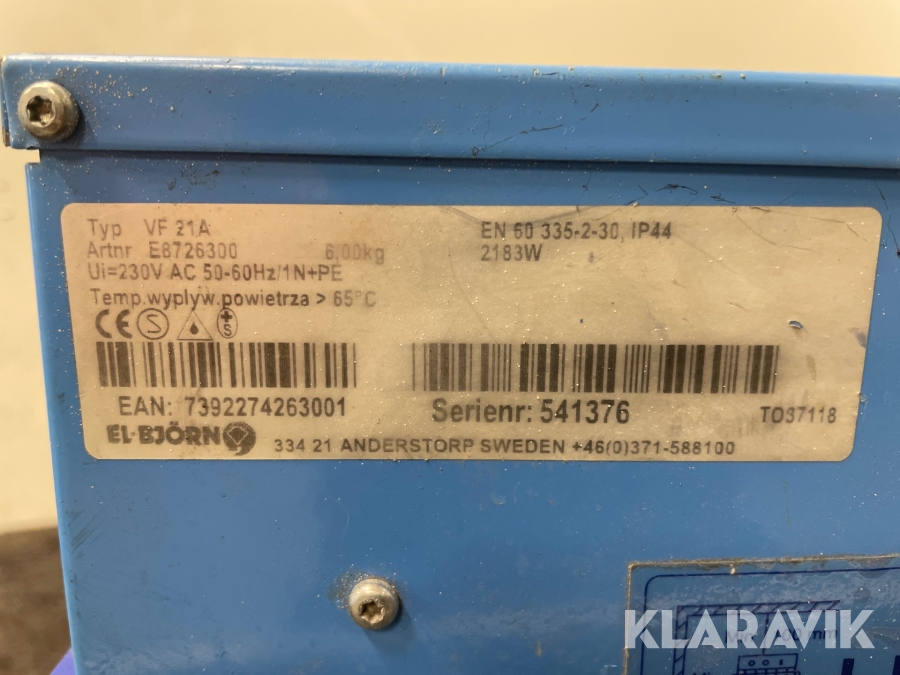 Typ VF 21A EN 60 335-2-30, IP44
Artnr E8726300 6,00kg 2183W
Ui=230V AC 50-60Hz/1N+PE
Temp.wyplyw.powietrza > 65°C
CE S S
EAN: 7392274263001 Serienr: 541376 TO37118
EL-BJÖRN 334 21 ANDERSTORP SWEDEN +46(0)371-588100
KLARAVIK
mm